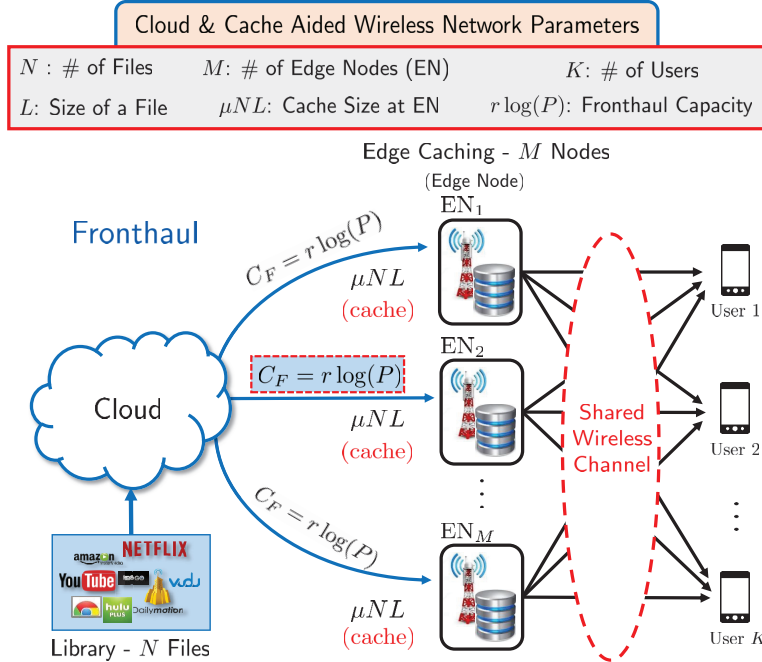 Cloud & Cache Aided Wireless Network Parameters
N : # of Files M: # of Edge Nodes (EN) K: # of Users
L: Size of a File μNL: Cache Size at EN r log(P): Fronthaul Capacity
Edge Caching - M Nodes
(Edge Node)
Fronthaul
EN₁
C_F = r log(P)
μNL
(cache)
User 1
EN₂
C_F = r log(P)
Cloud
μNL
(cache)
Shared
Wireless
Channel
User 2
C_F = r log(P)
EN_M
μNL
(cache)
User K
amazon
NETFLIX
YouTube
vudu
hulu
PLUS
Dailymotion
Library - N Files